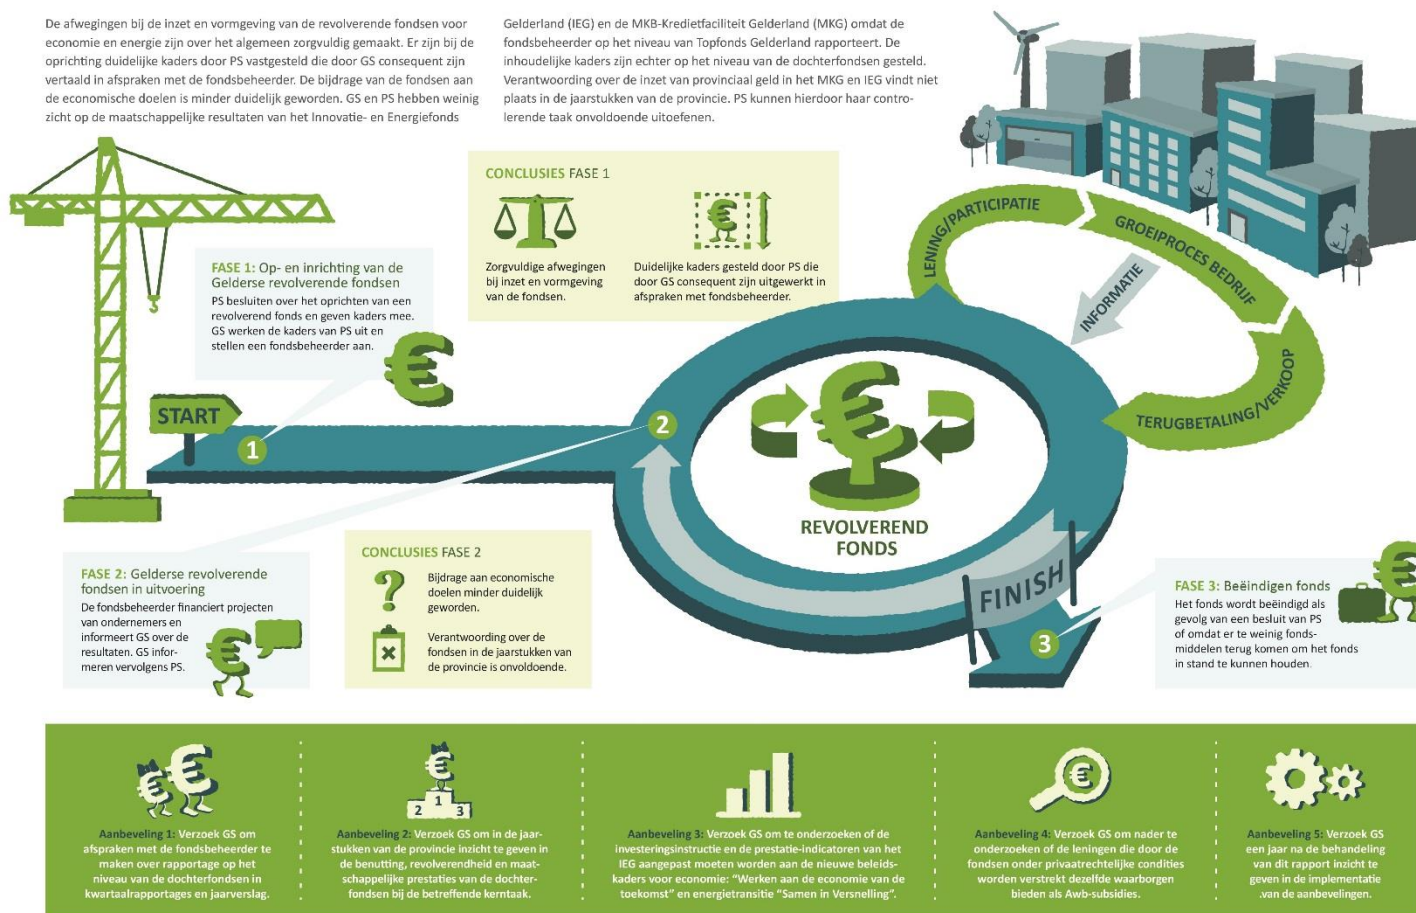 De afwegingen bij de inzet en vormgeving van de revolverende fondsen voor
economie en energie zijn over het algemeen zorgvuldig gemaakt. Er zijn bij de
oprichting duidelijke kaders door PS vastgesteld die door GS consequent zijn
vertaald in afspraken met de fondsbeheerder. De bijdrage van de fondsen aan
de economische doelen is minder duidelijk geworden. GS en PS hebben weinig
zicht op de maatschappelijke resultaten van het Innovatie- en Energiefonds
Gelderland (IEG) en de MKB-Kredietfaciliteit Gelderland (MKG) omdat de
fondsbeheerder op het niveau van Topfonds Gelderland rapporteert. De
inhoudelijke kaders zijn echter op het niveau van de dochterfondsen gesteld.
Verantwoording over de inzet van provinciaal geld in het MKG en IEG vindt niet
plaats in de jaarstukken van de provincie. PS kunnen hierdoor haar contro-
lerende taak onvoldoende uitoefenen.
CONCLUSIES FASE 1
Zorgvuldige afwegingen
bij inzet en vormgeving
van de fondsen.
Duidelijke kaders gesteld door PS die
door GS consequent zijn uitgewerkt in
afspraken met fondsbeheerder.
LENING/PARTICIPATIE
GROEIPROCES BEDRIJF
INFORMATIE
TERUGBETALING/VERKOOP
FASE 1: Op- en inrichting van de
Gelderse revolverende fondsen
PS besluiten over het oprichten van een
revolverend fonds en geven kaders mee.
GS werken de kaders van PS uit en
stellen een fondsbeheerder aan.
€
START
1
2
REVOLVEREND
FONDS
FINISH
3
FASE 2: Gelderse revolverende
fondsen in uitvoering
De fondsbeheerder financiert projecten
van ondernemers en
informeert GS over de
resultaten. GS infor-
meren vervolgens PS.
CONCLUSIES FASE 2
?
Bijdrage aan economische
doelen minder duidelijk
geworden.
Verantwoording over de
fondsen in de jaarstukken van
de provincie is onvoldoende.
FASE 3: Beëindigen fonds
Het fonds wordt beëindigd als
gevolg van een besluit van PS
of omdat er te weinig fonds-
middelen terug komen om het fonds
in stand te kunnen houden.
Aanbeveling 1: Verzoek GS om
afspraken met de fondsbeheerder te
maken over rapportage op het
niveau van de dochterfondsen in
kwartaalrapportages en jaarverslag.
2 1 3
Aanbeveling 2: Verzoek GS om in de jaar-
stukken van de provincie inzicht te geven in
de benutting, revolverendheid en maat-
schappelijke prestaties van de dochter-
fondsen bij de betreffende kerntaak.
Aanbeveling 3: Verzoek GS om te onderzoeken of de
investeringsinstructie en de prestatie-indicatoren van het
IEG aangepast moeten worden aan de nieuwe beleids-
kaders voor economie: “Werken aan de economie van de
toekomst” en energietransitie “Samen in Versnelling”.
Aanbeveling 4: Verzoek GS om nader te
onderzoeken of de leningen die door de
fondsen onder privaatrechtelijke condities
worden verstrekt dezelfde waarborgen
bieden als Awb-subsidies.
Aanbeveling 5: Verzoek GS
een jaar na de behandeling
van dit rapport inzicht te
geven in de implementatie
.van de aanbevelingen.